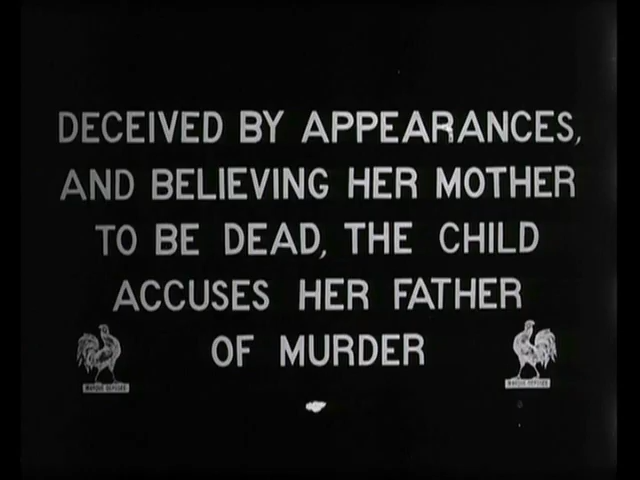 DECEIVED BY APPEARANCES,
AND BELIEVING HER MOTHER
TO BE DEAD, THE CHILD
ACCUSES HER FATHER
OF MURDER